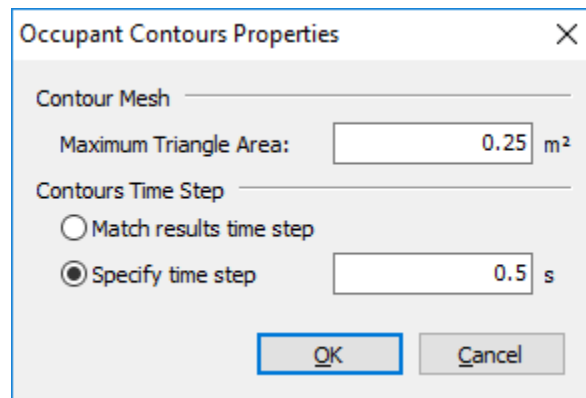 Occupant Contours Properties
Contour Mesh
Maximum Triangle Area: 0.25 m²
Contours Time Step
Match results time step
Specify time step 0.5 s
OK Cancel